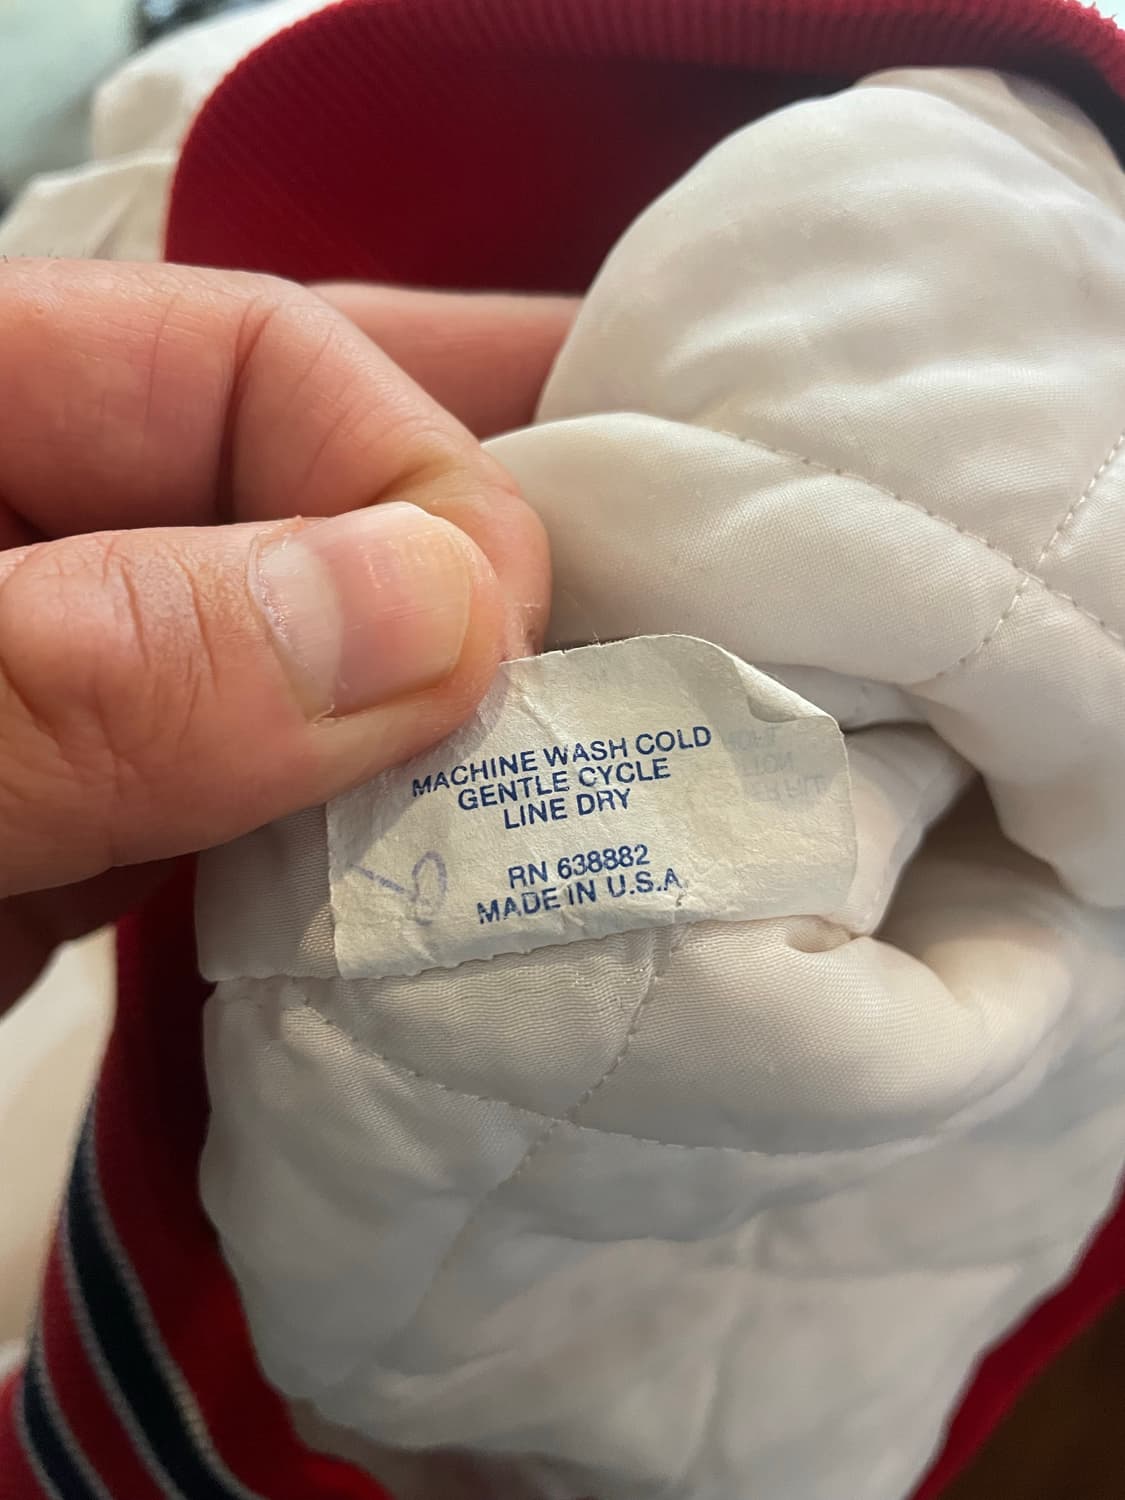 MACHINE WASH COLD
GENTLE CYCLE
LINE DRY
RN 638882
MADE IN U.S.A.